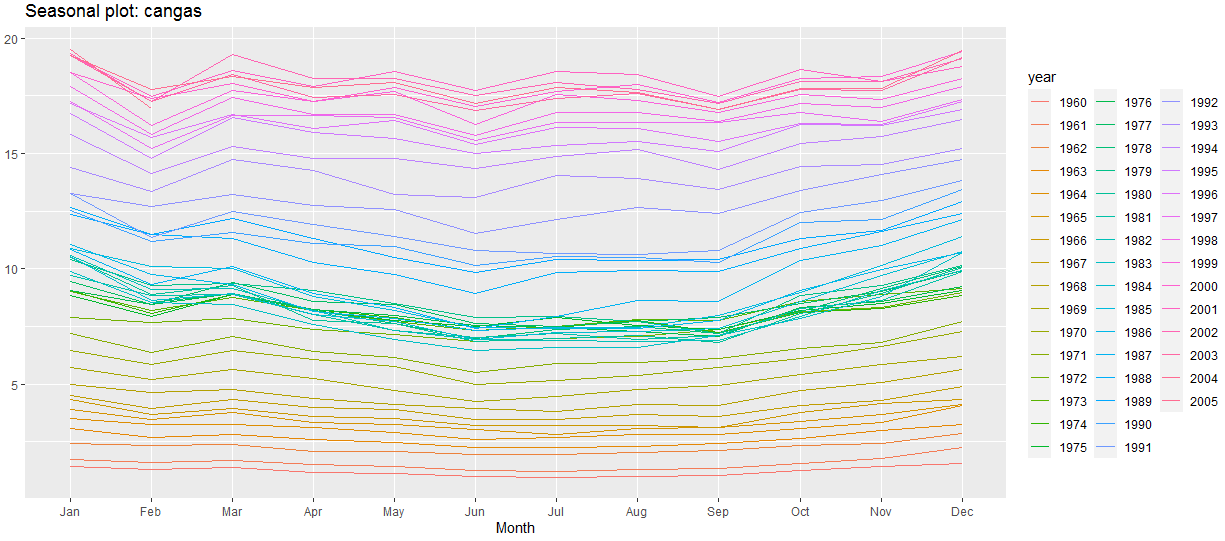 Seasonal plot: cangas
20
15
10
5
Jan Feb Mar Apr May Jun Jul Aug Sep Oct Nov Dec
Month
year
1960 1976 1992
1961 1977 1993
1962 1978 1994
1963 1979 1995
1964 1980 1996
1965 1981 1997
1966 1982 1998
1967 1983 1999
1968 1984 2000
1969 1985 2001
1970 1986 2002
1971 1987 2003
1972 1988 2004
1973 1989 2005
1974 1990
1975 1991